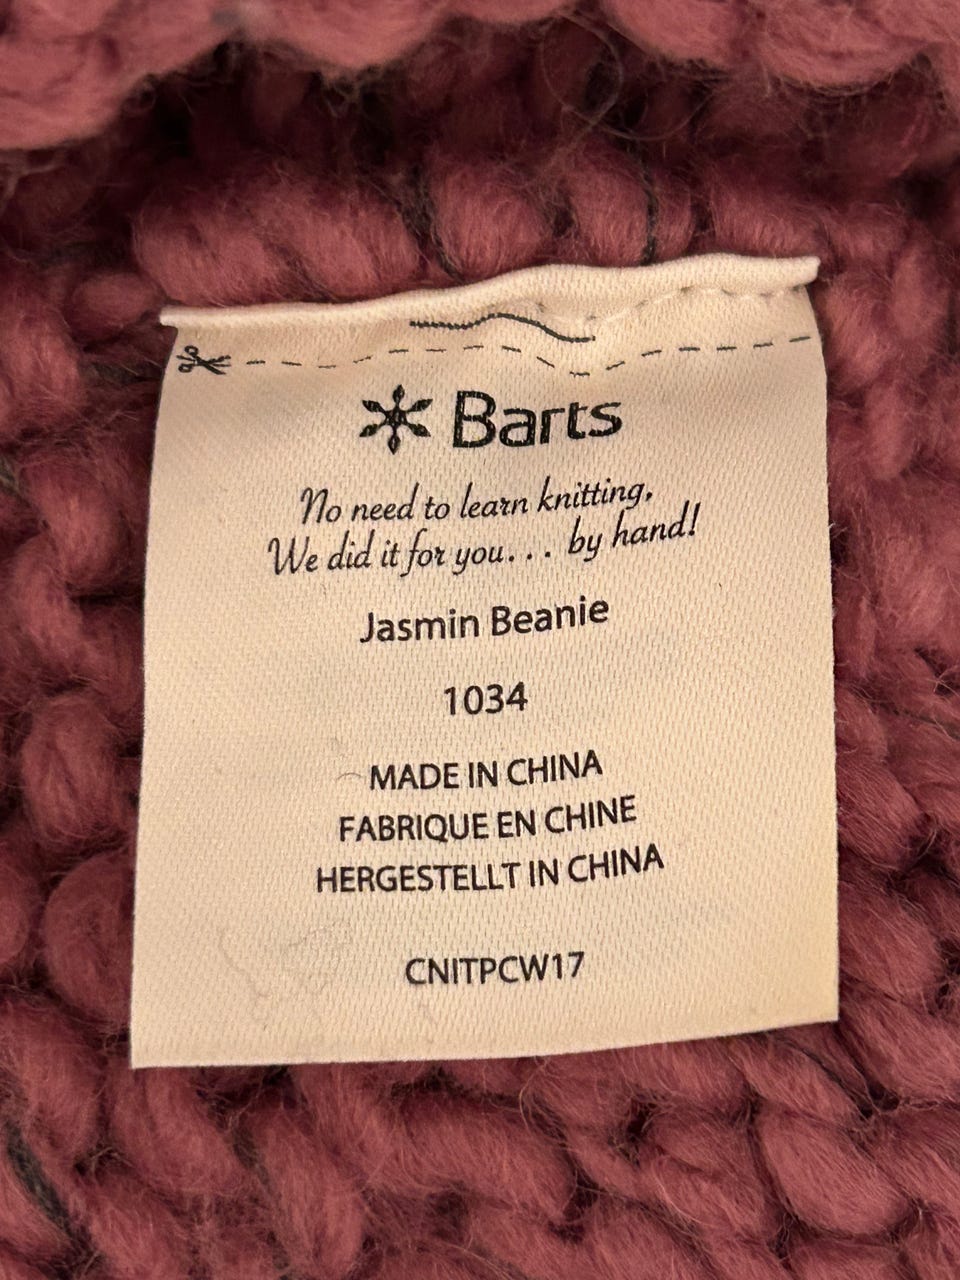 Barts
No need to learn knitting,
We did it for you... by hand!
Jasmin Beanie
1034
MADE IN CHINA
FABRIQUE EN CHINE
HERGESTELLT IN CHINA
CNITPCW17